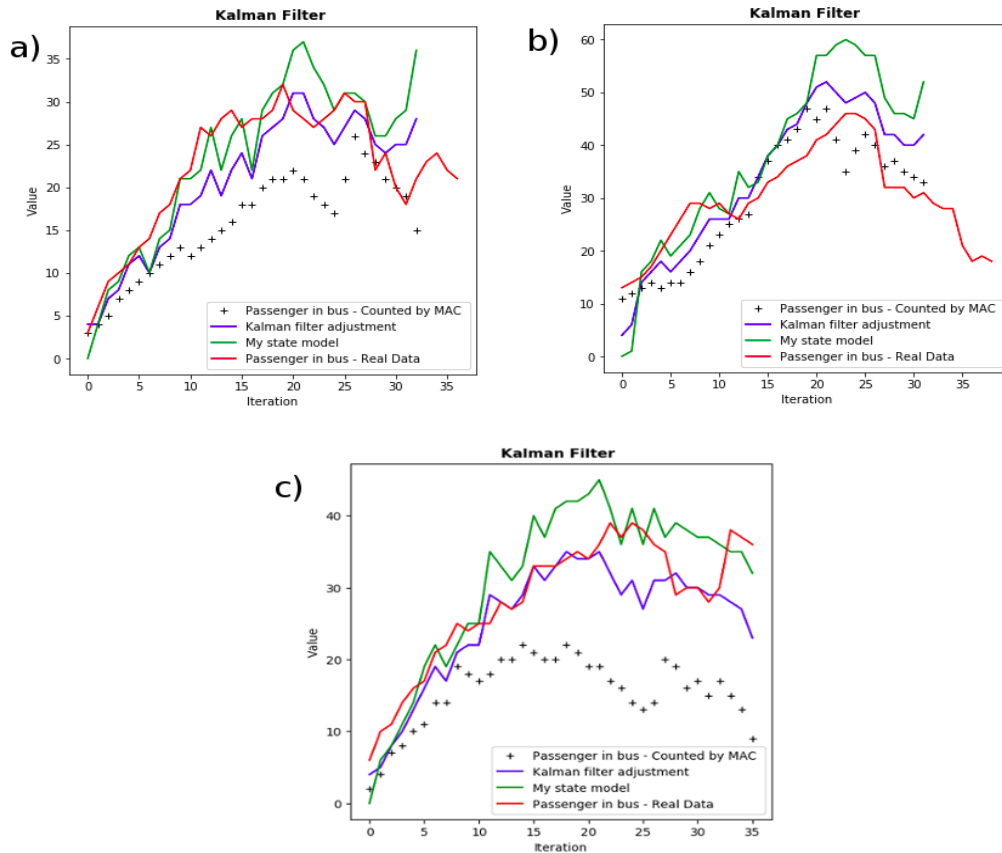 a)
Kalman Filter
Value
35
30
25
20
15
10
5
0
Passenger in bus - Counted by MAC
Kalman filter adjustment
My state model
Passenger in bus - Real Data
0 5 10 15 20 25 30 35
Iteration
b)
Kalman Filter
Value
60
50
40
30
20
10
0
Passenger in bus - Counted by MAC
Kalman filter adjustment
My state model
Passenger in bus - Real Data
0 5 10 15 20 25 30 35
Iteration
c)
Kalman Filter
Value
40
30
20
10
0
Passenger in bus - Counted by MAC
Kalman filter adjustment
My state model
Passenger in bus - Real Data
0 5 10 15 20 25 30 35
Iteration